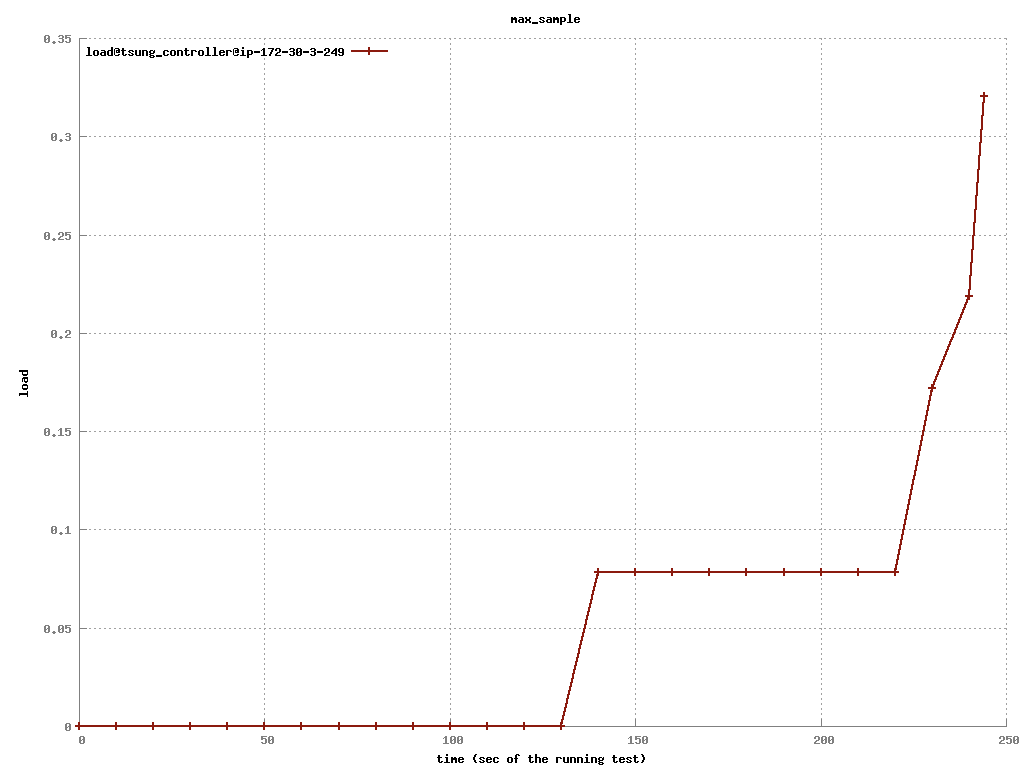 max_sample
load@tsung_controller@ip-172-30-3-249
0.35
0.3
0.25
0.2
0.15
0.1
0.05
0
load
0 50 100 150 200 250
time (sec of the running test)